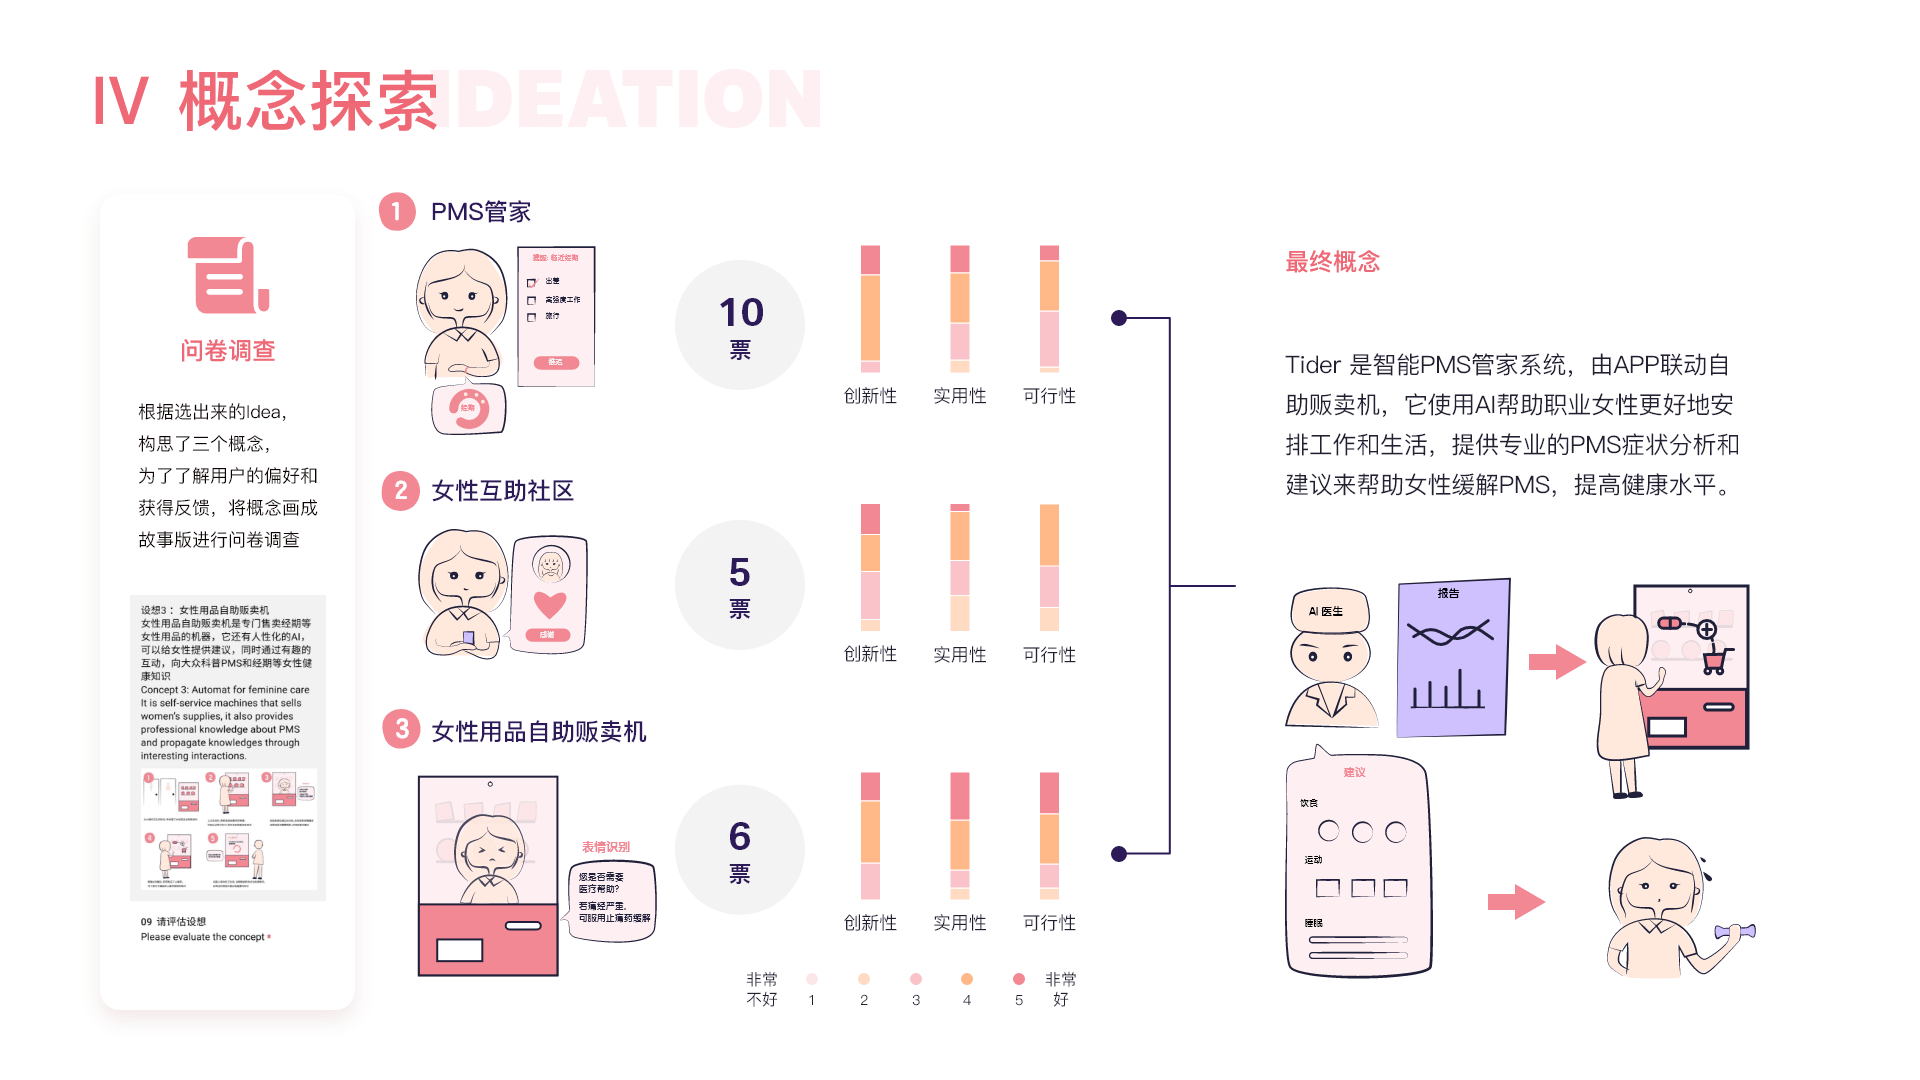 IV 概念探索
IDEATION
问卷调查
根据选出来的Idea，
构思了三个概念，
为了了解用户的偏好和
获得反馈，将概念画成
故事版进行问卷调查
设想3： 女性用品自助贩卖机
女性用品自助贩卖机是专门售卖经期等
女性用品的机器，它还有人性化的AI，
可以给女性提供建议，同时通过有趣的
互动，向大众科普PMS和经期等女性健
康知识
Concept 3: Automat for feminine care
It is self-service machines that sells
women's supplies, it also provides
professional knowledge about PMS
and propagate knowledges through
interesting interactions.
1
2
3
4
5
09 请评估设想
Please evaluate the concept *
1 PMS管家
提醒: 临近经期
出差
高强度工作
旅行
经期
10
票
创新性 实用性 可行性
2 女性互助社区
感谢
5
票
创新性 实用性 可行性
3 女性用品自助贩卖机
表情识别
您是否需要
医疗帮助?
若痛经严重,
可服用止痛药缓解
6
票
创新性 实用性 可行性
非常
不好
1 2 3 4 5
非常
好
最终概念
Tider 是智能PMS管家系统，由APP联动自
助贩卖机，它使用AI帮助职业女性更好地安
排工作和生活，提供专业的PMS症状分析和
建议来帮助女性缓解PMS，提高健康水平。
AI 医生
报告
建议
饮食
运动
睡眠